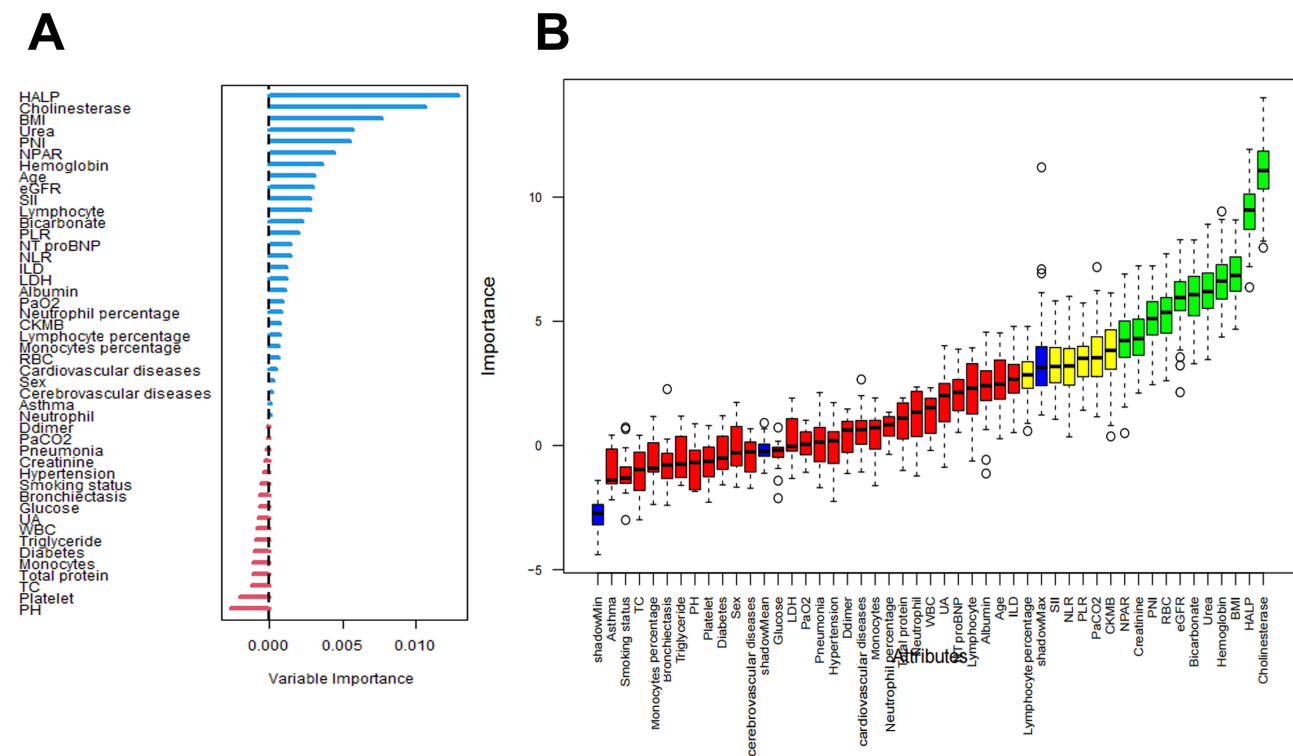 A
B
HALP
Cholinesterase
BMI
Urea
PNI
NPAR
Hemoglobin
Age
eGFR
SII
Lymphocyte
Bicarbonate
PLR
NT proBNP
NLR
ILD
LDH
Albumin
PaO2
Neutrophil percentage
CKMB
Lymphocyte percentage
Monocytes percentage
RBC
Cardiovascular diseases
Sex
Cerebrovascular diseases
Asthma
Neutrophil
Ddimer
PaCO2
Pneumonia
Creatinine
Hypertension
Smoking status
Bronchiectasis
Glucose
UA
WBC
Triglyceride
Diabetes
Monocytes
Total protein
TC
Platelet
PH
0.000 0.005 0.010
Variable Importance
Importance
10
5
0
−5
shadowMin
Asthma
Smoking status
TC
Monocytes percentage
Bronchiectasis
Triglyceride
PH
Platelet
Diabetes
Sex
cerebrovascular diseases
shadowMean
Glucose
LDH
PaO2
Pneumonia
Hypertension
Ddimer
cardiovascular diseases
Monocytes
Neutrophil percentage
Total protein
Neutrophil
WBC
UA
NT proBNP
Lymphocyte
Albumin
Age
ILD
Lymphocyte percentage
shadowMax
SII
NLR
PLR
PaCO2
CKMB
NPAR
Creatinine
PNI
RBC
eGFR
Bicarbonate
Urea
Hemoglobin
BMI
HALP
Cholinesterase
Attributes